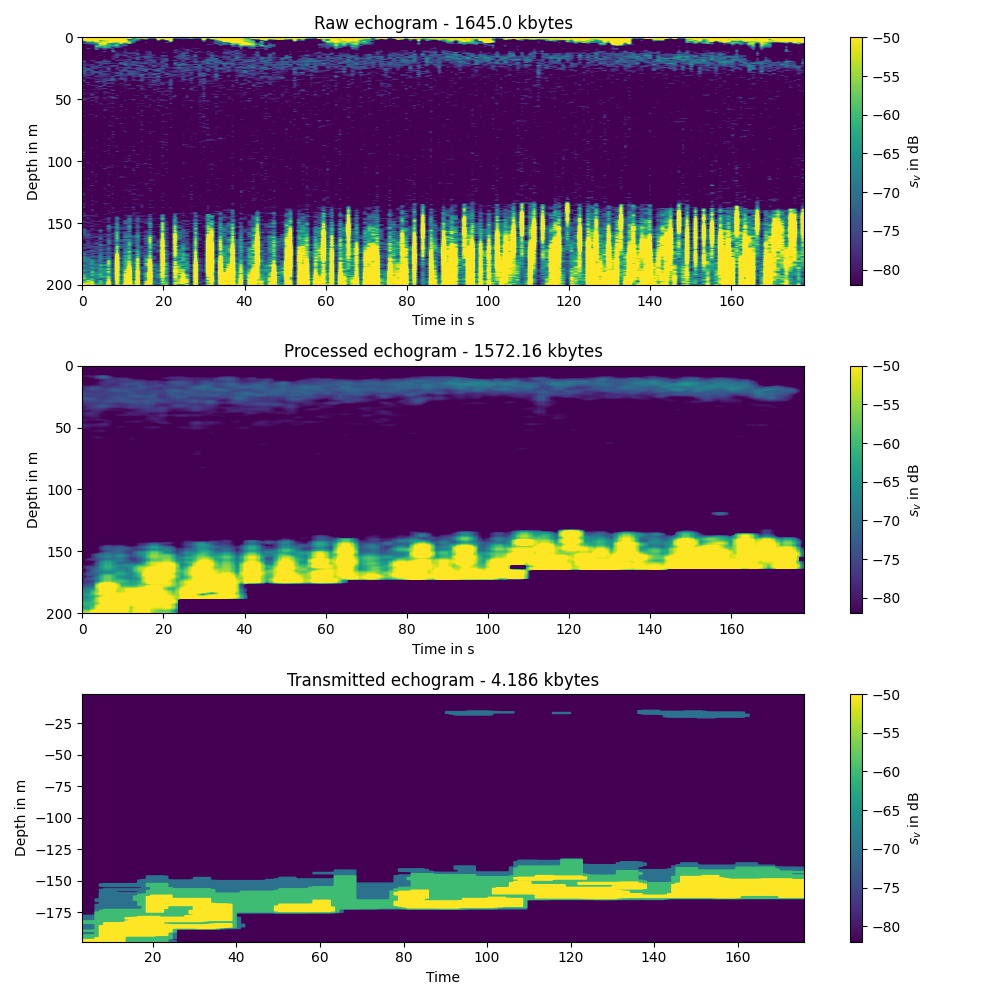 Raw echogram - 1645.0 kbytes
0
50
100
150
200
Depth in m
0 20 40 60 80 100 120 140 160
Time in s
−50
−55
−60
−65
−70
−75
−80
sv in dB
Processed echogram - 1572.16 kbytes
0
50
100
150
200
Depth in m
0 20 40 60 80 100 120 140 160
Time in s
−50
−55
−60
−65
−70
−75
−80
sv in dB
Transmitted echogram - 4.186 kbytes
−25
−50
−75
−100
−125
−150
−175
Depth in m
20 40 60 80 100 120 140 160
Time
−50
−55
−60
−65
−70
−75
−80
sv in dB